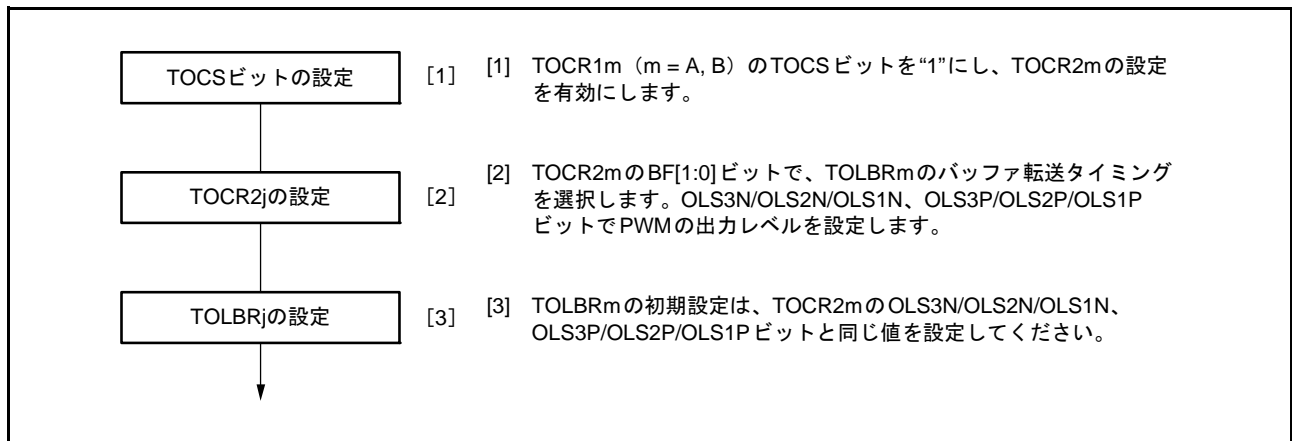 TOCSビットの設定 [1] [1] TOCR1m（m = A, B）のTOCSビットを“1”にし、TOCR2mの設定
を有効にします。
[2] TOCR2mのBF[1:0]ビットで、TOLBRmのバッファ転送タイミング
TOCR2jの設定 [2] を選択します。OLS3N/OLS2N/OLS1N、OLS3P/OLS2P/OLS1P
ビットでPWMの出力レベルを設定します。
TOLBRjの設定 [3] [3] TOLBRmの初期設定は、TOCR2mのOLS3N/OLS2N/OLS1N、
OLS3P/OLS2P/OLS1Pビットと同じ値を設定してください。